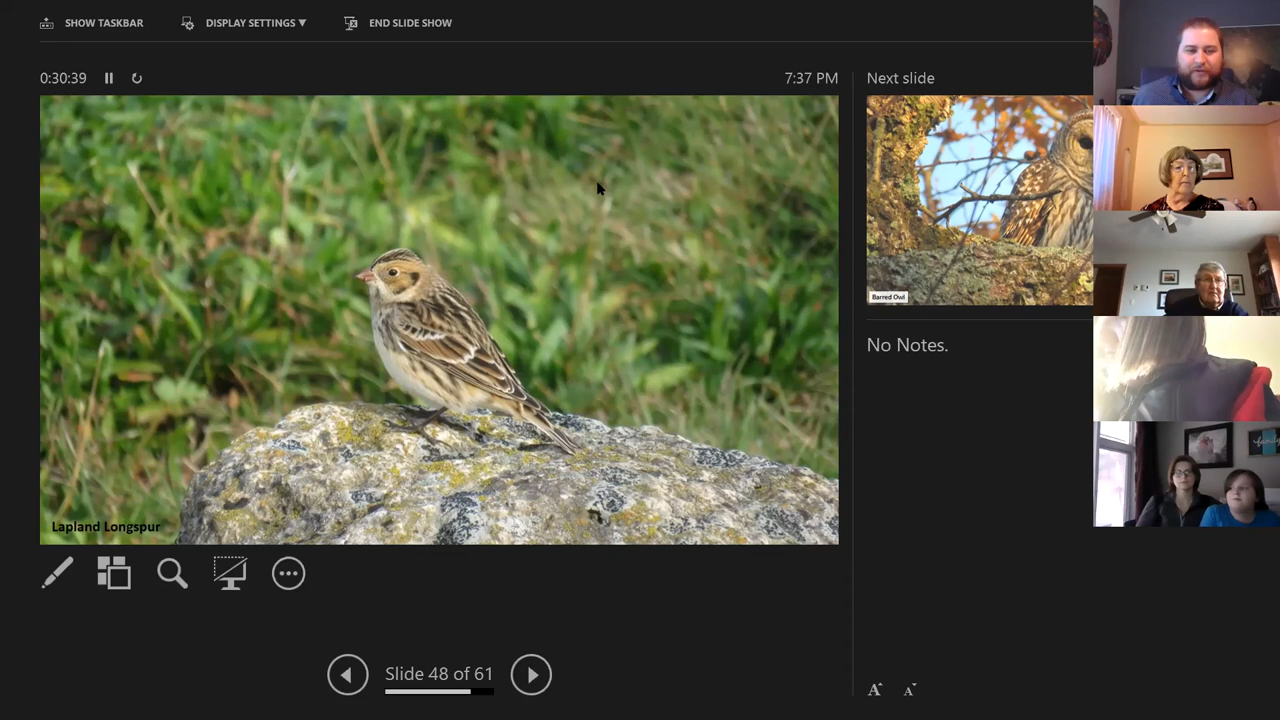 SHOW TASKBAR
DISPLAY SETTINGS ▼
END SLIDE SHOW
0:30:39
7:37 PM
Next slide
Barred Owl
No Notes.
Lapland Longspur
family
Slide 48 of 61
A
A